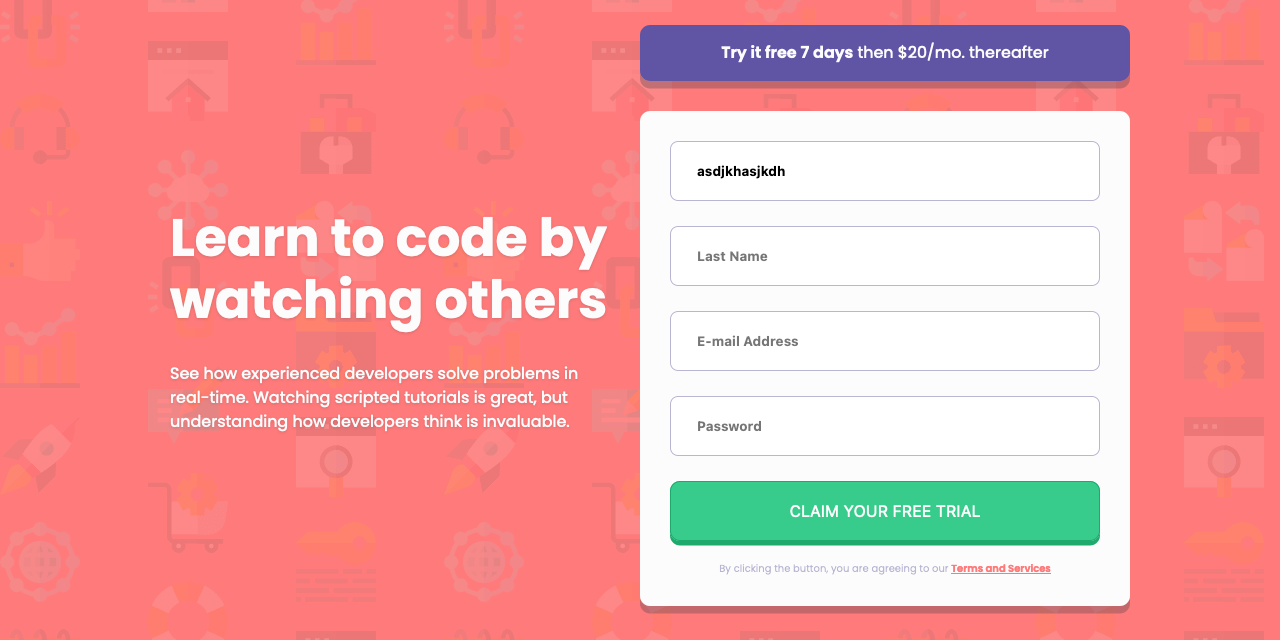 Try it free 7 days then $20/mo. thereafter
Learn to code by
watching others
See how experienced developers solve problems in
real-time. Watching scripted tutorials is great, but
understanding how developers think is invaluable.
asdjkhasjkdh
Last Name
E-mail Address
Password
CLAIM YOUR FREE TRIAL
By clicking the button, you are agreeing to our Terms and Services